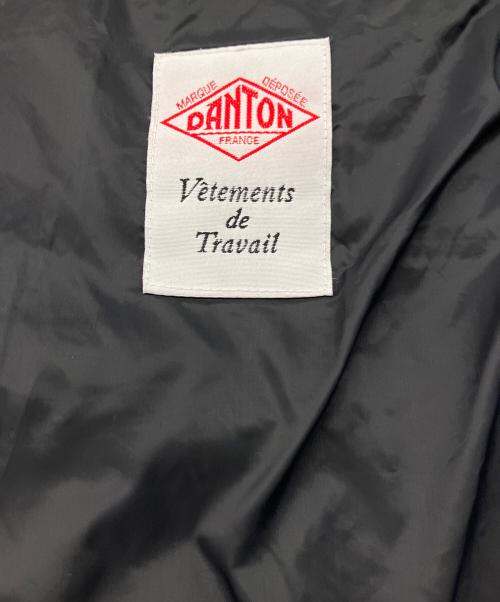 MARQUE DÉPOSÉE
DANTON
FRANCE
Vêtements
de
Travail